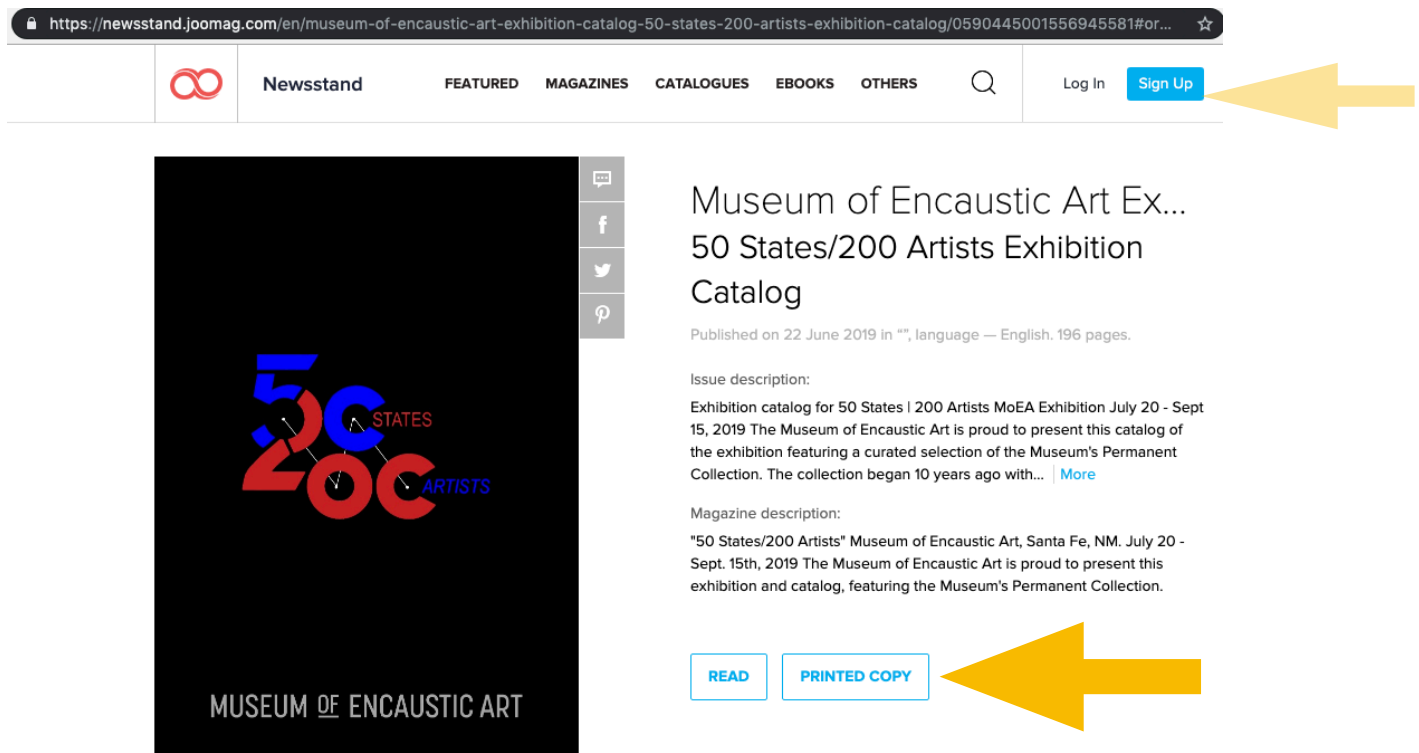 https://newsstand.joomag.com/en/museum-of-encaustic-art-exhibition-catalog-50-states-200-artists-exhibition-catalog/0590445001556945581#or...
Newsstand
FEATURED
MAGAZINES
CATALOGUES
EBOOKS
OTHERS
Log In
Sign Up
50
STATES
200
ARTISTS
MUSEUM OF ENCAUSTIC ART
Museum of Encaustic Art Ex...
50 States/200 Artists Exhibition
Catalog
Published on 22 June 2019 in “”, language — English. 196 pages.
Issue description:
Exhibition catalog for 50 States | 200 Artists MoEA Exhibition July 20 - Sept
15, 2019 The Museum of Encaustic Art is proud to present this catalog of
the exhibition featuring a curated selection of the Museum's Permanent
Collection. The collection began 10 years ago with... | More
Magazine description:
"50 States/200 Artists" Museum of Encaustic Art, Santa Fe, NM. July 20 -
Sept. 15th, 2019 The Museum of Encaustic Art is proud to present this
exhibition and catalog, featuring the Museum's Permanent Collection.
READ
PRINTED COPY